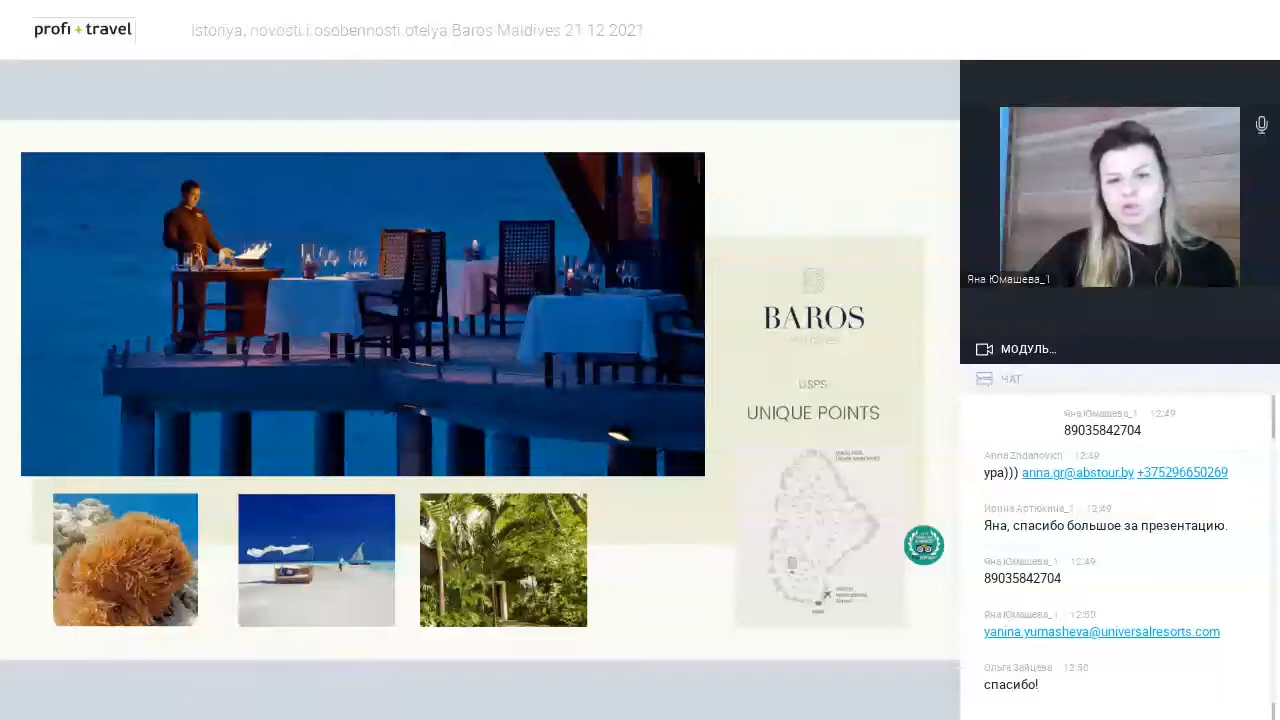 profi + travel
Istoriya, novosti i osobennosti otelya Baros Maldives 21 12 2021
BAROS
MALDIVES
USPS
UNIQUE POINTS
Яна Юмашева_1
МОДУЛЬ...
ЧАТ
Яна Юмашева_1 12:49
89035842704
Anna Zhdanovich 12:49
ура))) anna.gr@abstour.by +375296650269
Ирина Артюкина_1 12:49
Яна, спасибо большое за презентацию.
Яна Юмашева_1 12:49
89035842704
Яна Юмашева_1 12:50
yanina.yumasheva@universalresorts.com
Ольга Зайцева 12:50
спасибо!